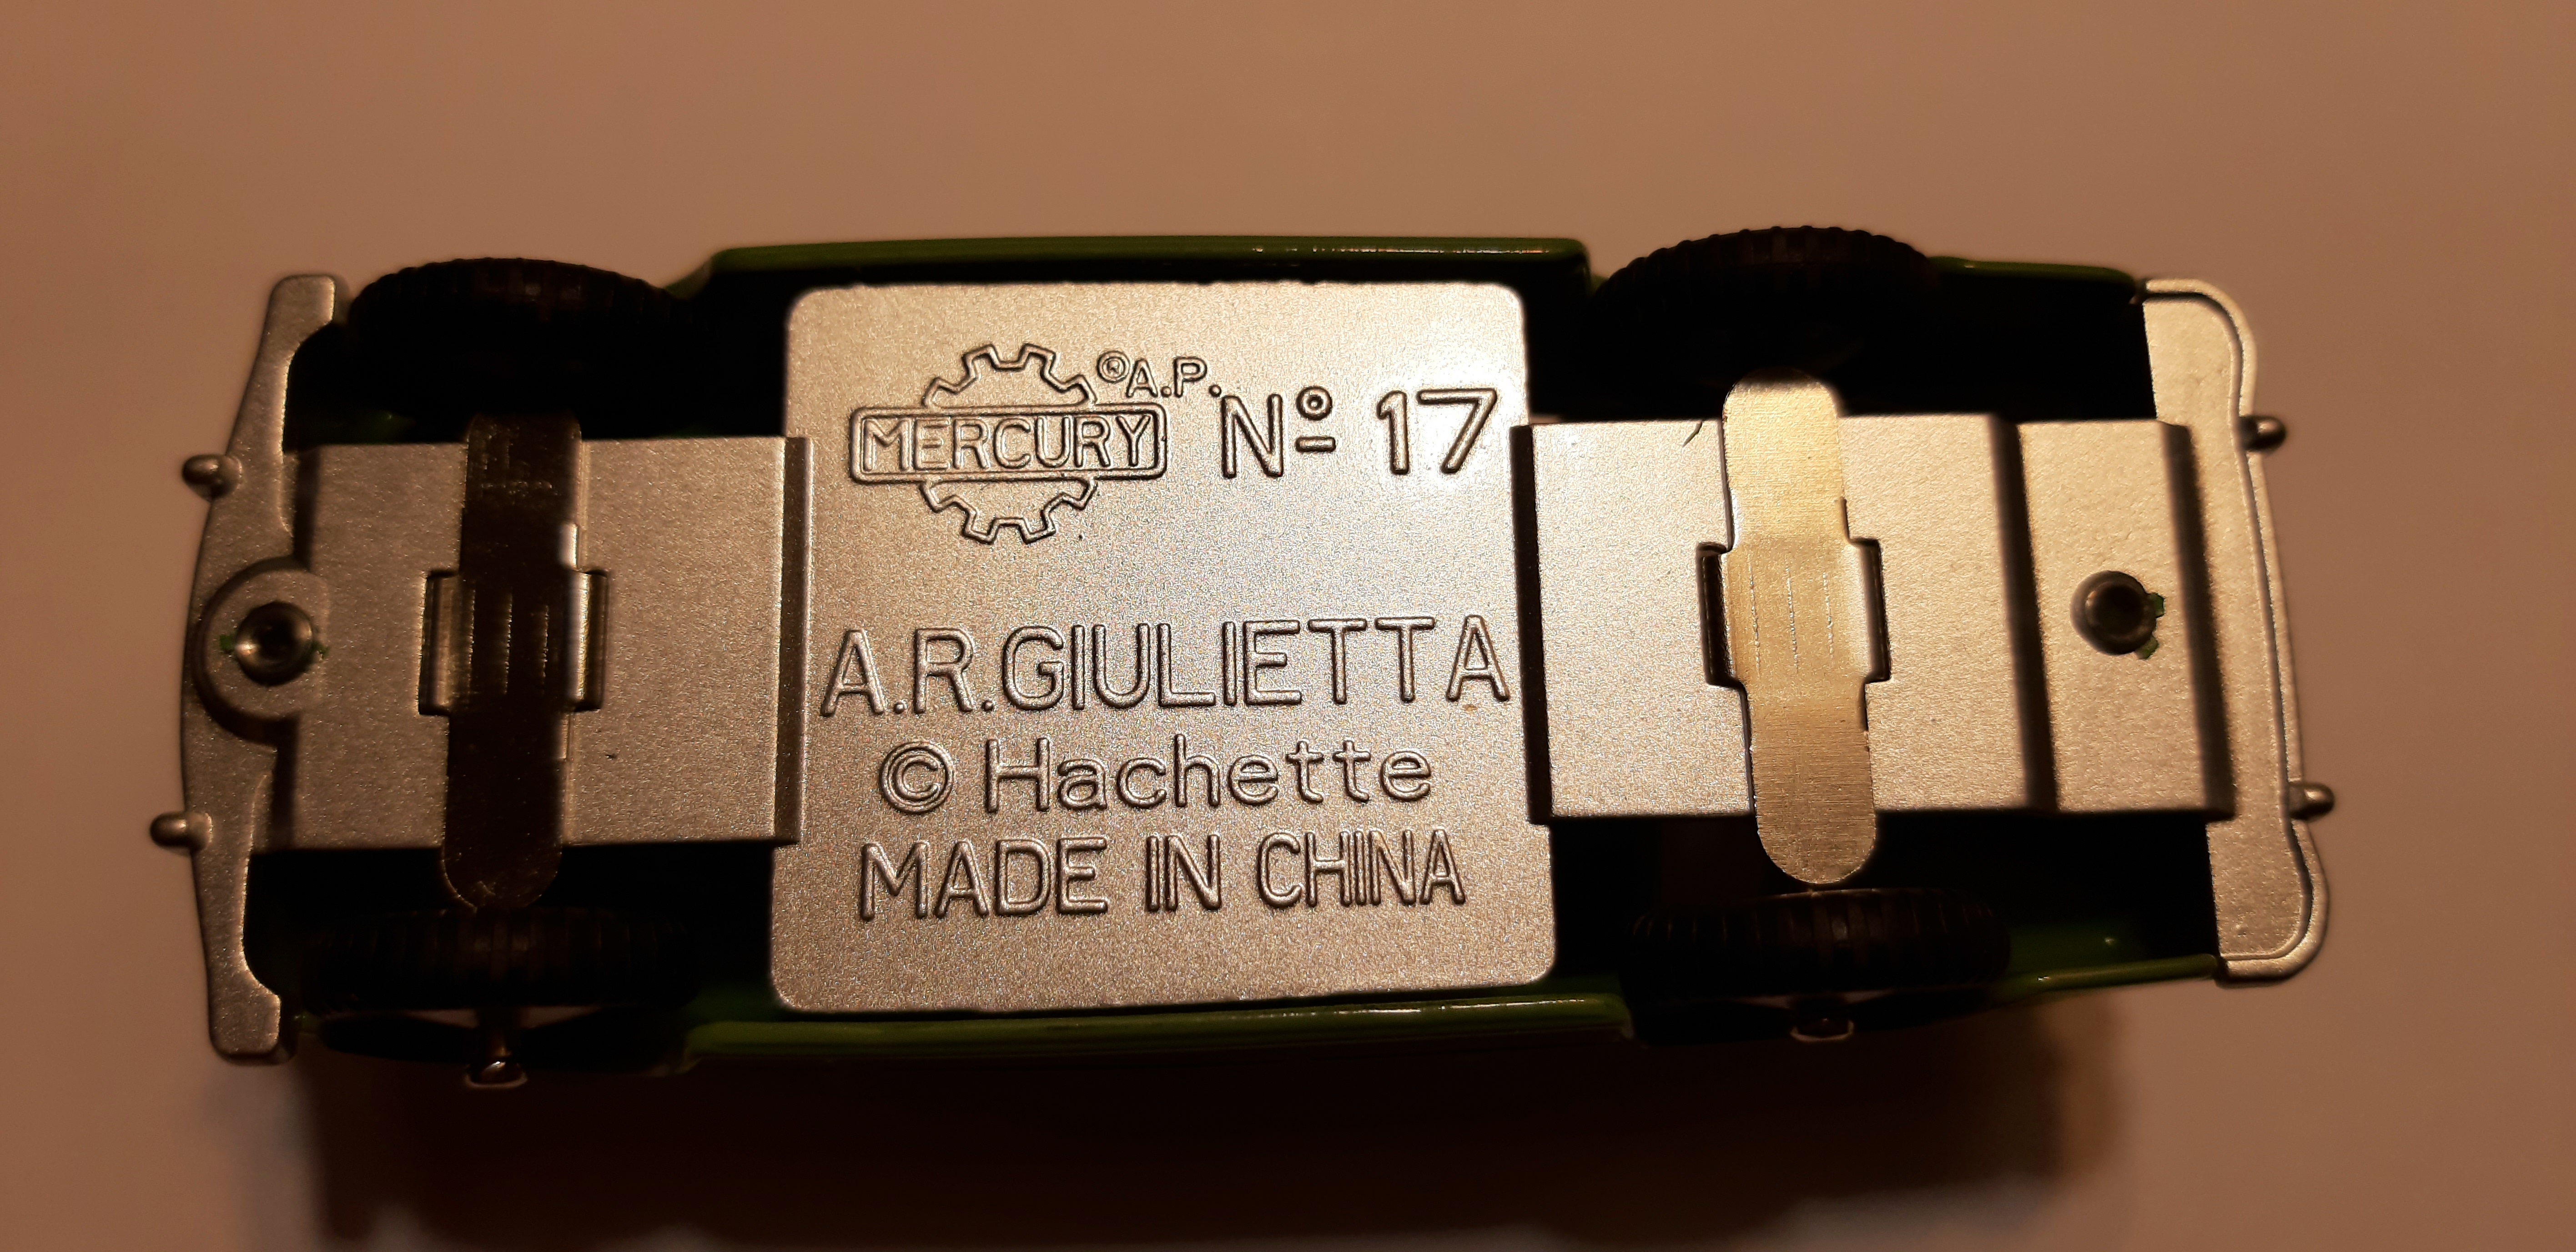 ®A.P.
MERCURY Nº 17
A.R.GIULIETTA
© Hachette
MADE IN CHINA